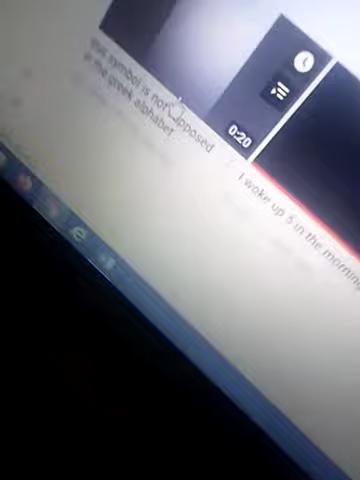 this symbol is not supposed
in the greek alphabet
0:20
I woke up 5 in the morning